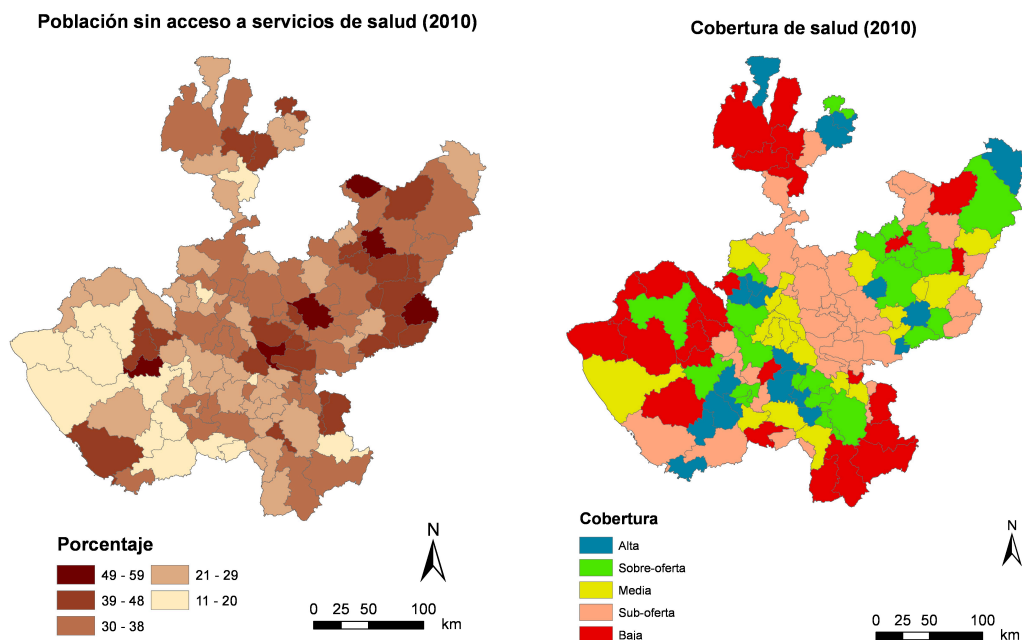 Población sin acceso a servicios de salud (2010)
Porcentaje
49 - 59
39 - 48
30 - 38
21 - 29
11 - 20
N
0 25 50 100
km
Cobertura de salud (2010)
Cobertura
Alta
Sobre-oferta
Media
Sub-oferta
Baja
N
0 25 50 100
km